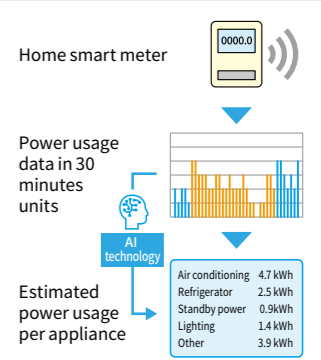 0000.0
Home smart meter
Power usage
data in 30
minutes
units
AI
technology
Estimated
power usage
per appliance
Air conditioning 4.7 kWh
Refrigerator 2.5 kWh
Standby power 0.9kWh
Lighting 1.4 kWh
Other 3.9 kWh